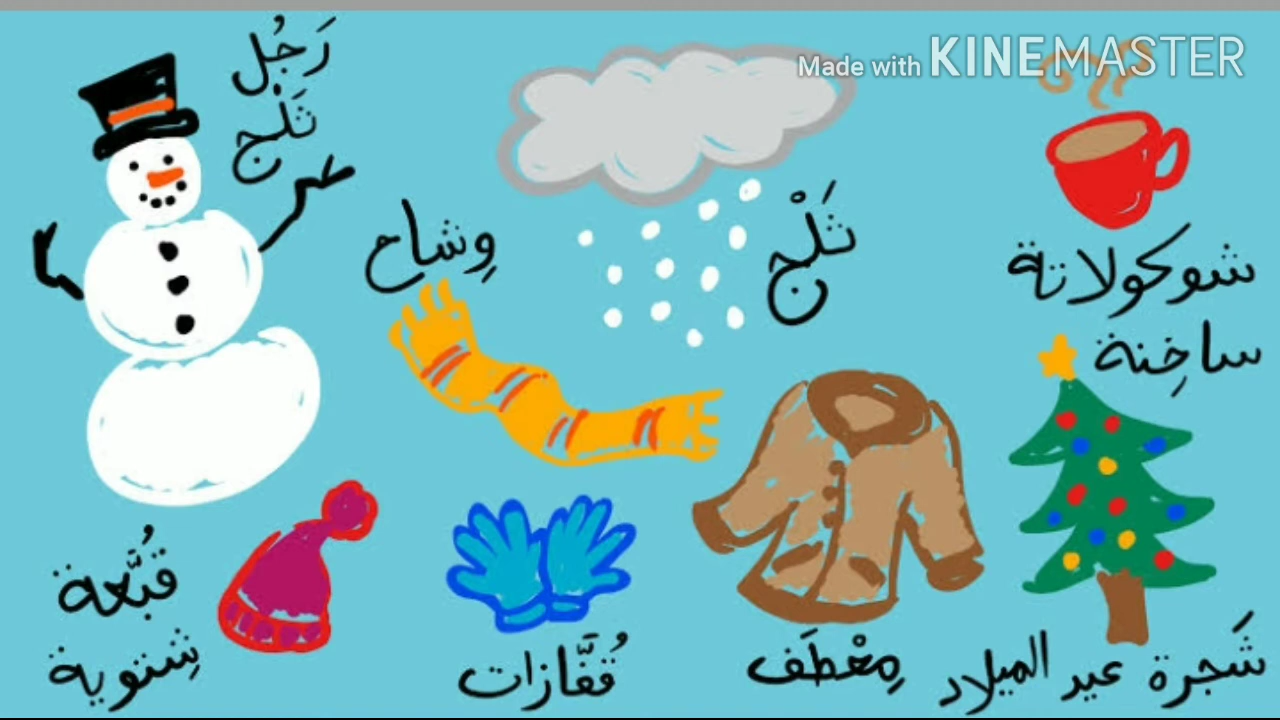 رَجُل
ثَلج
Made with KINEMASTER
وِشاح
ثَلْج
شوكولاتة
ساخِنة
قُبَّعة
شِتوية
قُفَّازات
مِعْطَف
شَجرة عيد الميلاد